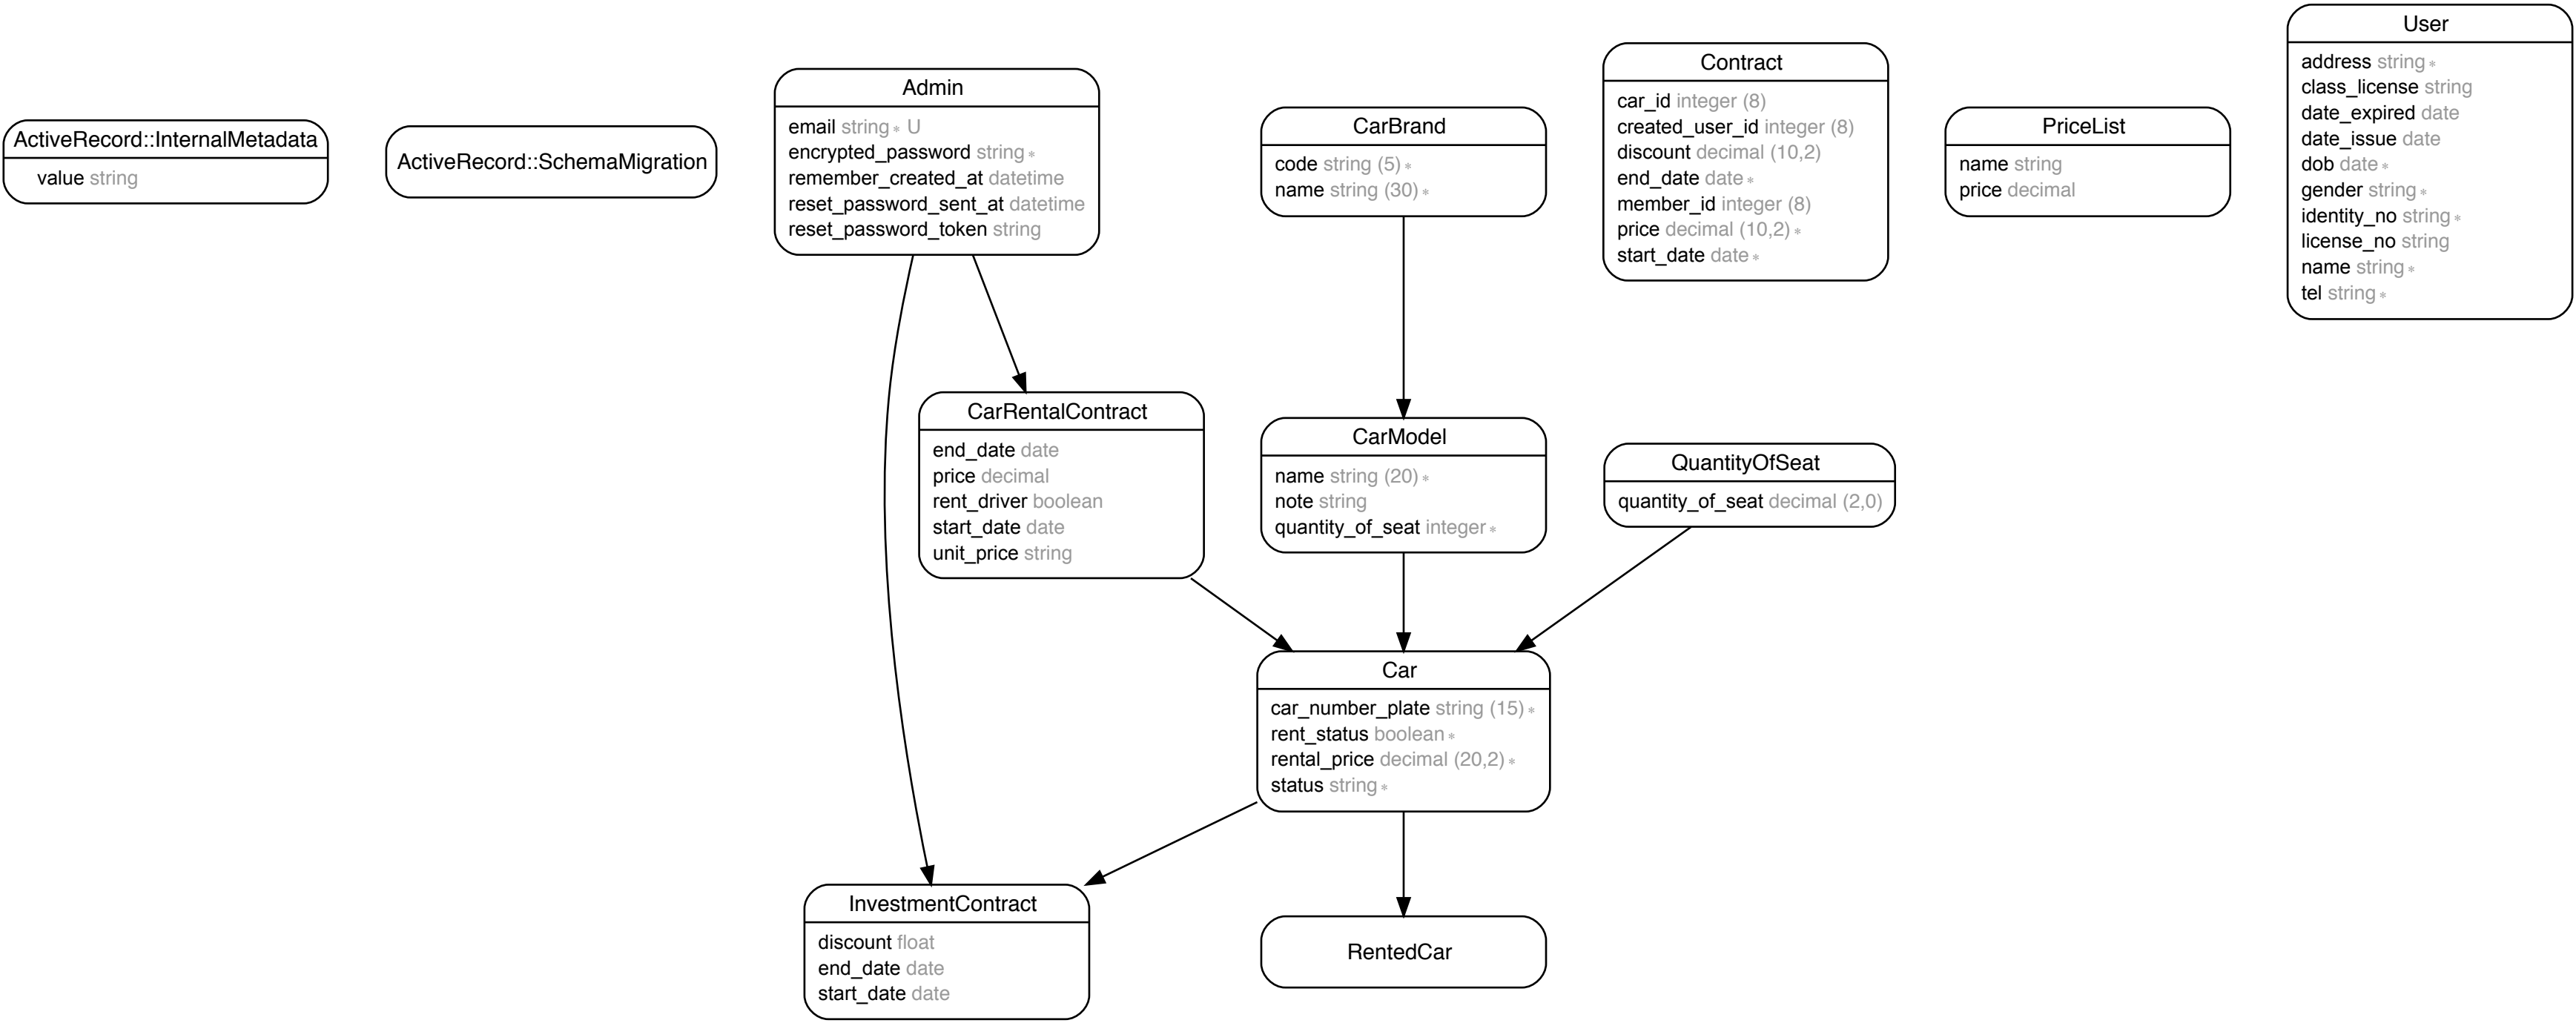 ActiveRecord::InternalMetadata
value string
ActiveRecord::SchemaMigration
Admin
email string ∗ U
encrypted_password string ∗
remember_created_at datetime
reset_password_sent_at datetime
reset_password_token string
CarBrand
code string (5) ∗
name string (30) ∗
Contract
car_id integer (8)
created_user_id integer (8)
discount decimal (10,2)
end_date date ∗
member_id integer (8)
price decimal (10,2) ∗
start_date date ∗
PriceList
name string
price decimal
User
address string ∗
class_license string
date_expired date
date_issue date
dob date ∗
gender string ∗
identity_no string ∗
license_no string
name string ∗
tel string ∗
CarRentalContract
end_date date
price decimal
rent_driver boolean
start_date date
unit_price string
CarModel
name string (20) ∗
note string
quantity_of_seat integer ∗
QuantityOfSeat
quantity_of_seat decimal (2,0)
Car
car_number_plate string (15) ∗
rent_status boolean ∗
rental_price decimal (20,2) ∗
status string ∗
InvestmentContract
discount float
end_date date
start_date date
RentedCar